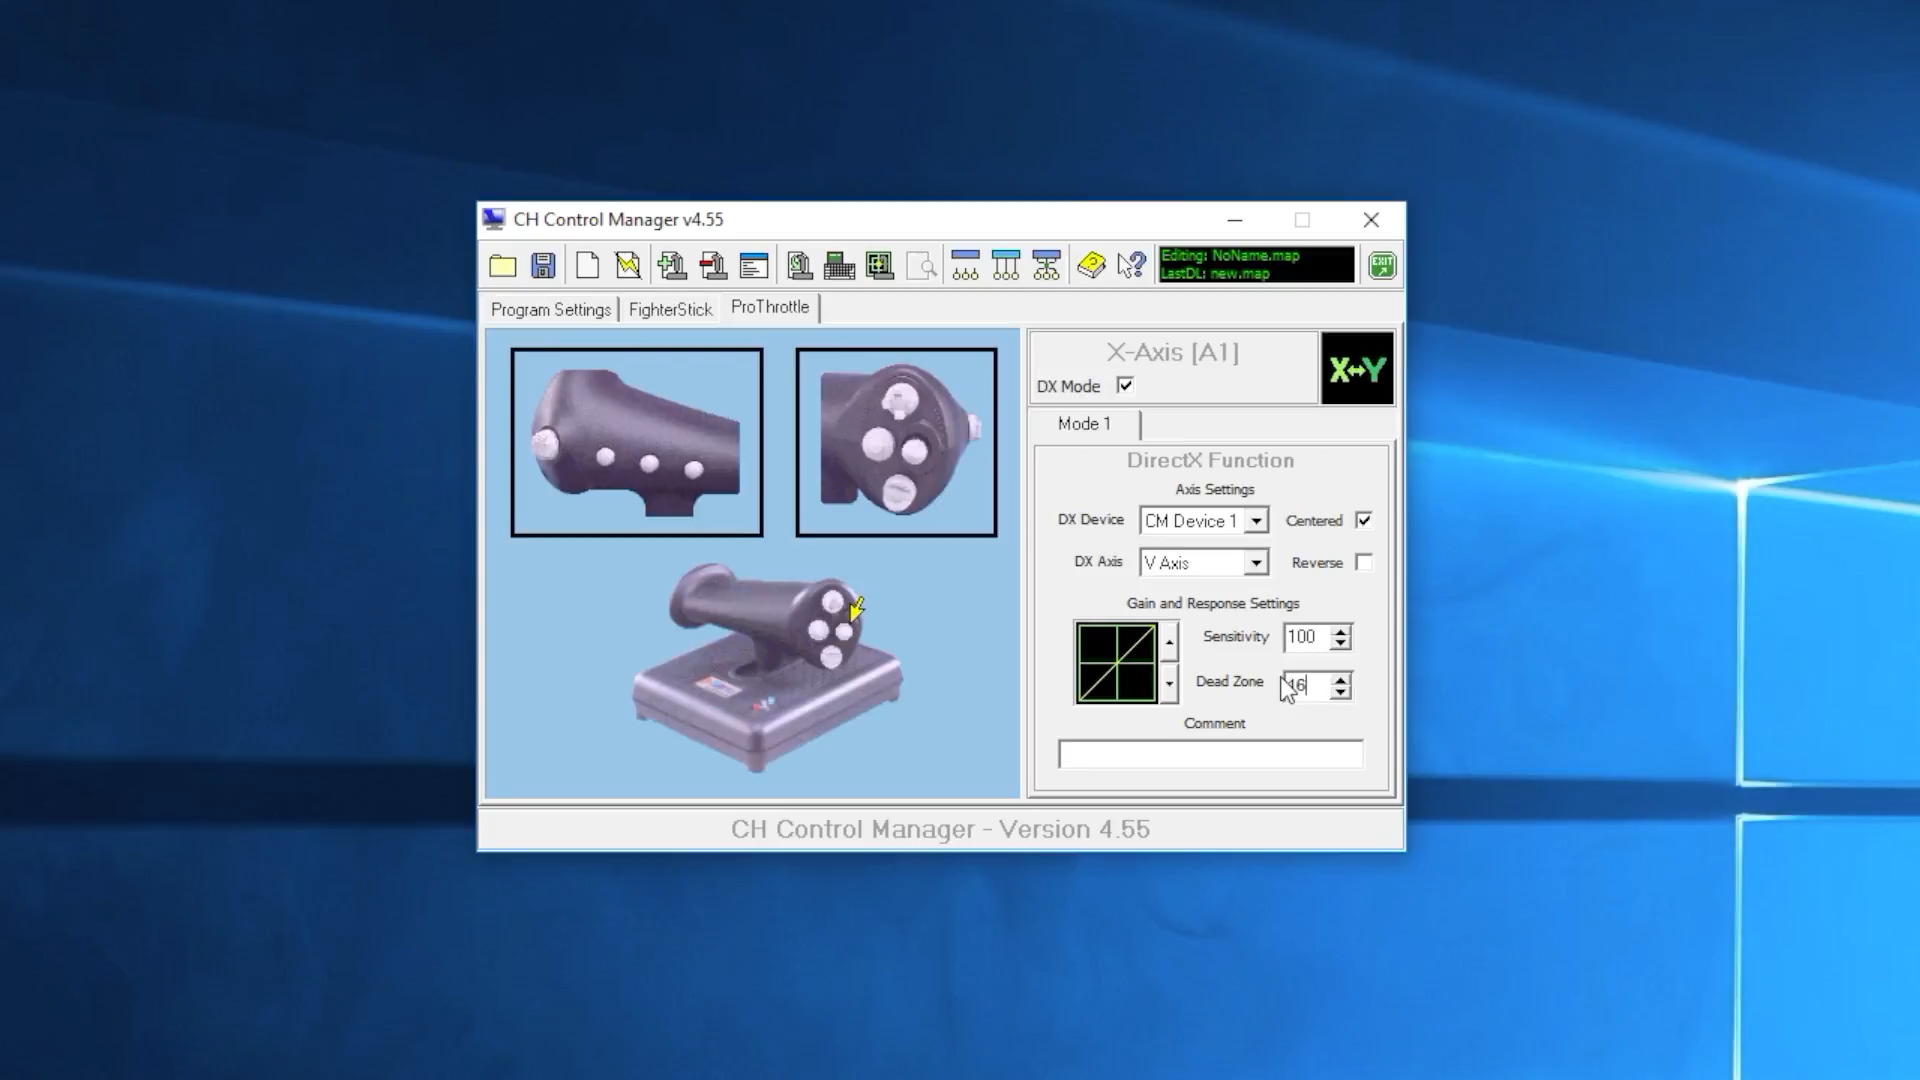 CH Control Manager v4.55
Editing: NoName.map
LastDL: new.map
EXIT
Program Settings
FighterStick
ProThrottle
X-Axis [A1]
DX Mode
X↔Y
Mode 1
DirectX Function
Axis Settings
DX Device
CM Device 1
Centered
DX Axis
V Axis
Reverse
Gain and Response Settings
Sensitivity
100
Dead Zone
16
Comment
CH Control Manager - Version 4.55